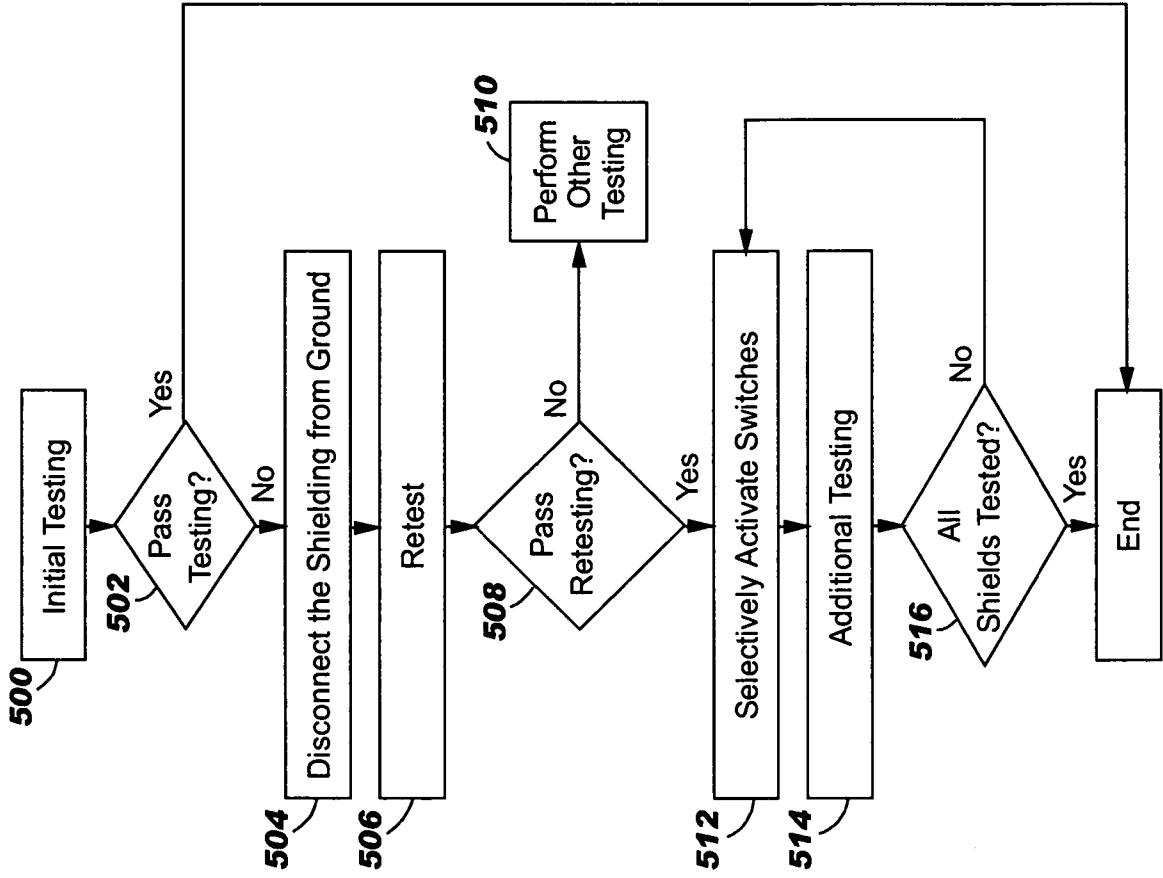 500
Initial Testing
502
Pass
Testing?
Yes
No
504
Disconnect the Shielding from Ground
506
Retest
508
Pass
Retesting?
No
510
Perform
Other
Testing
Yes
512
Selectively Activate Switches
514
Additional Testing
516
All
Shields Tested?
No
Yes
End